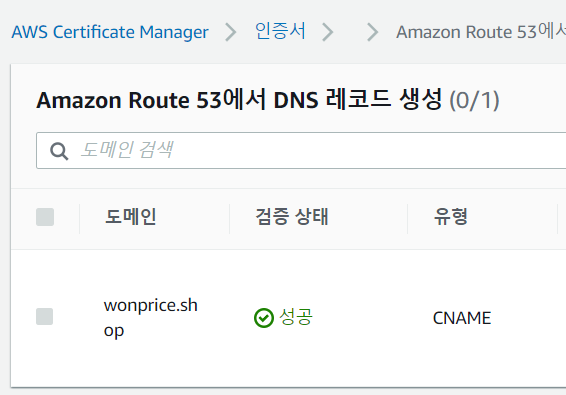 AWS Certificate Manager > 인증서 > > Amazon Route 53에서
Amazon Route 53에서 DNS 레코드 생성 (0/1)
도메인 검색
도메인 검증 상태 유형
wonprice.sh
op
성공
CNAME